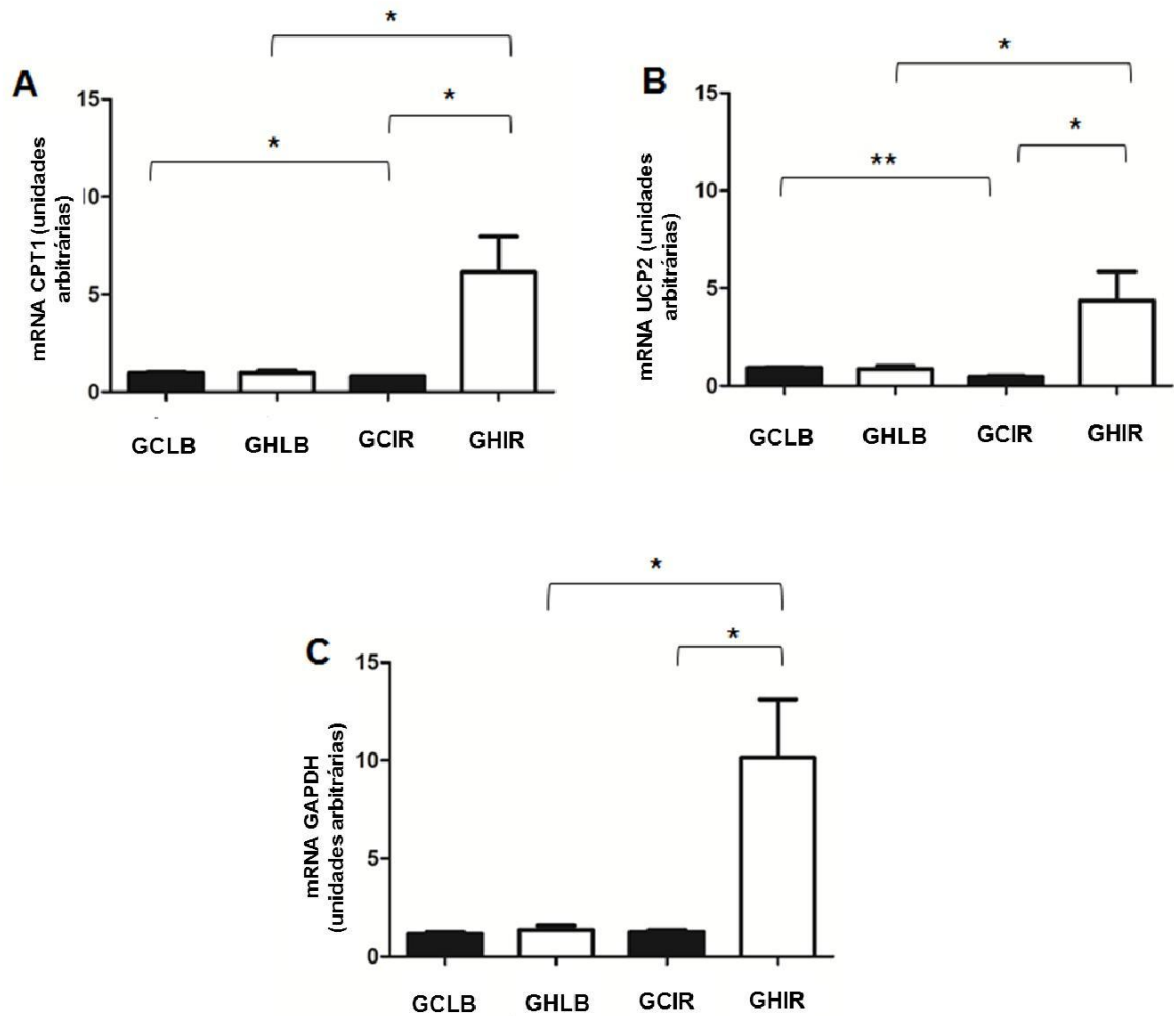 *
A
*
*
15
10
5
0
mRNA CPT1 (unidades
arbitrárias)
GCLB GHLB GCIR GHIR
*
B
*
**
15
10
5
0
mRNA UCP2 (unidades
arbitrárias)
GCLB GHLB GCIR GHIR
*
C
*
15
10
5
0
mRNA GAPDH
(unidades arbitrárias)
GCLB GHLB GCIR GHIR